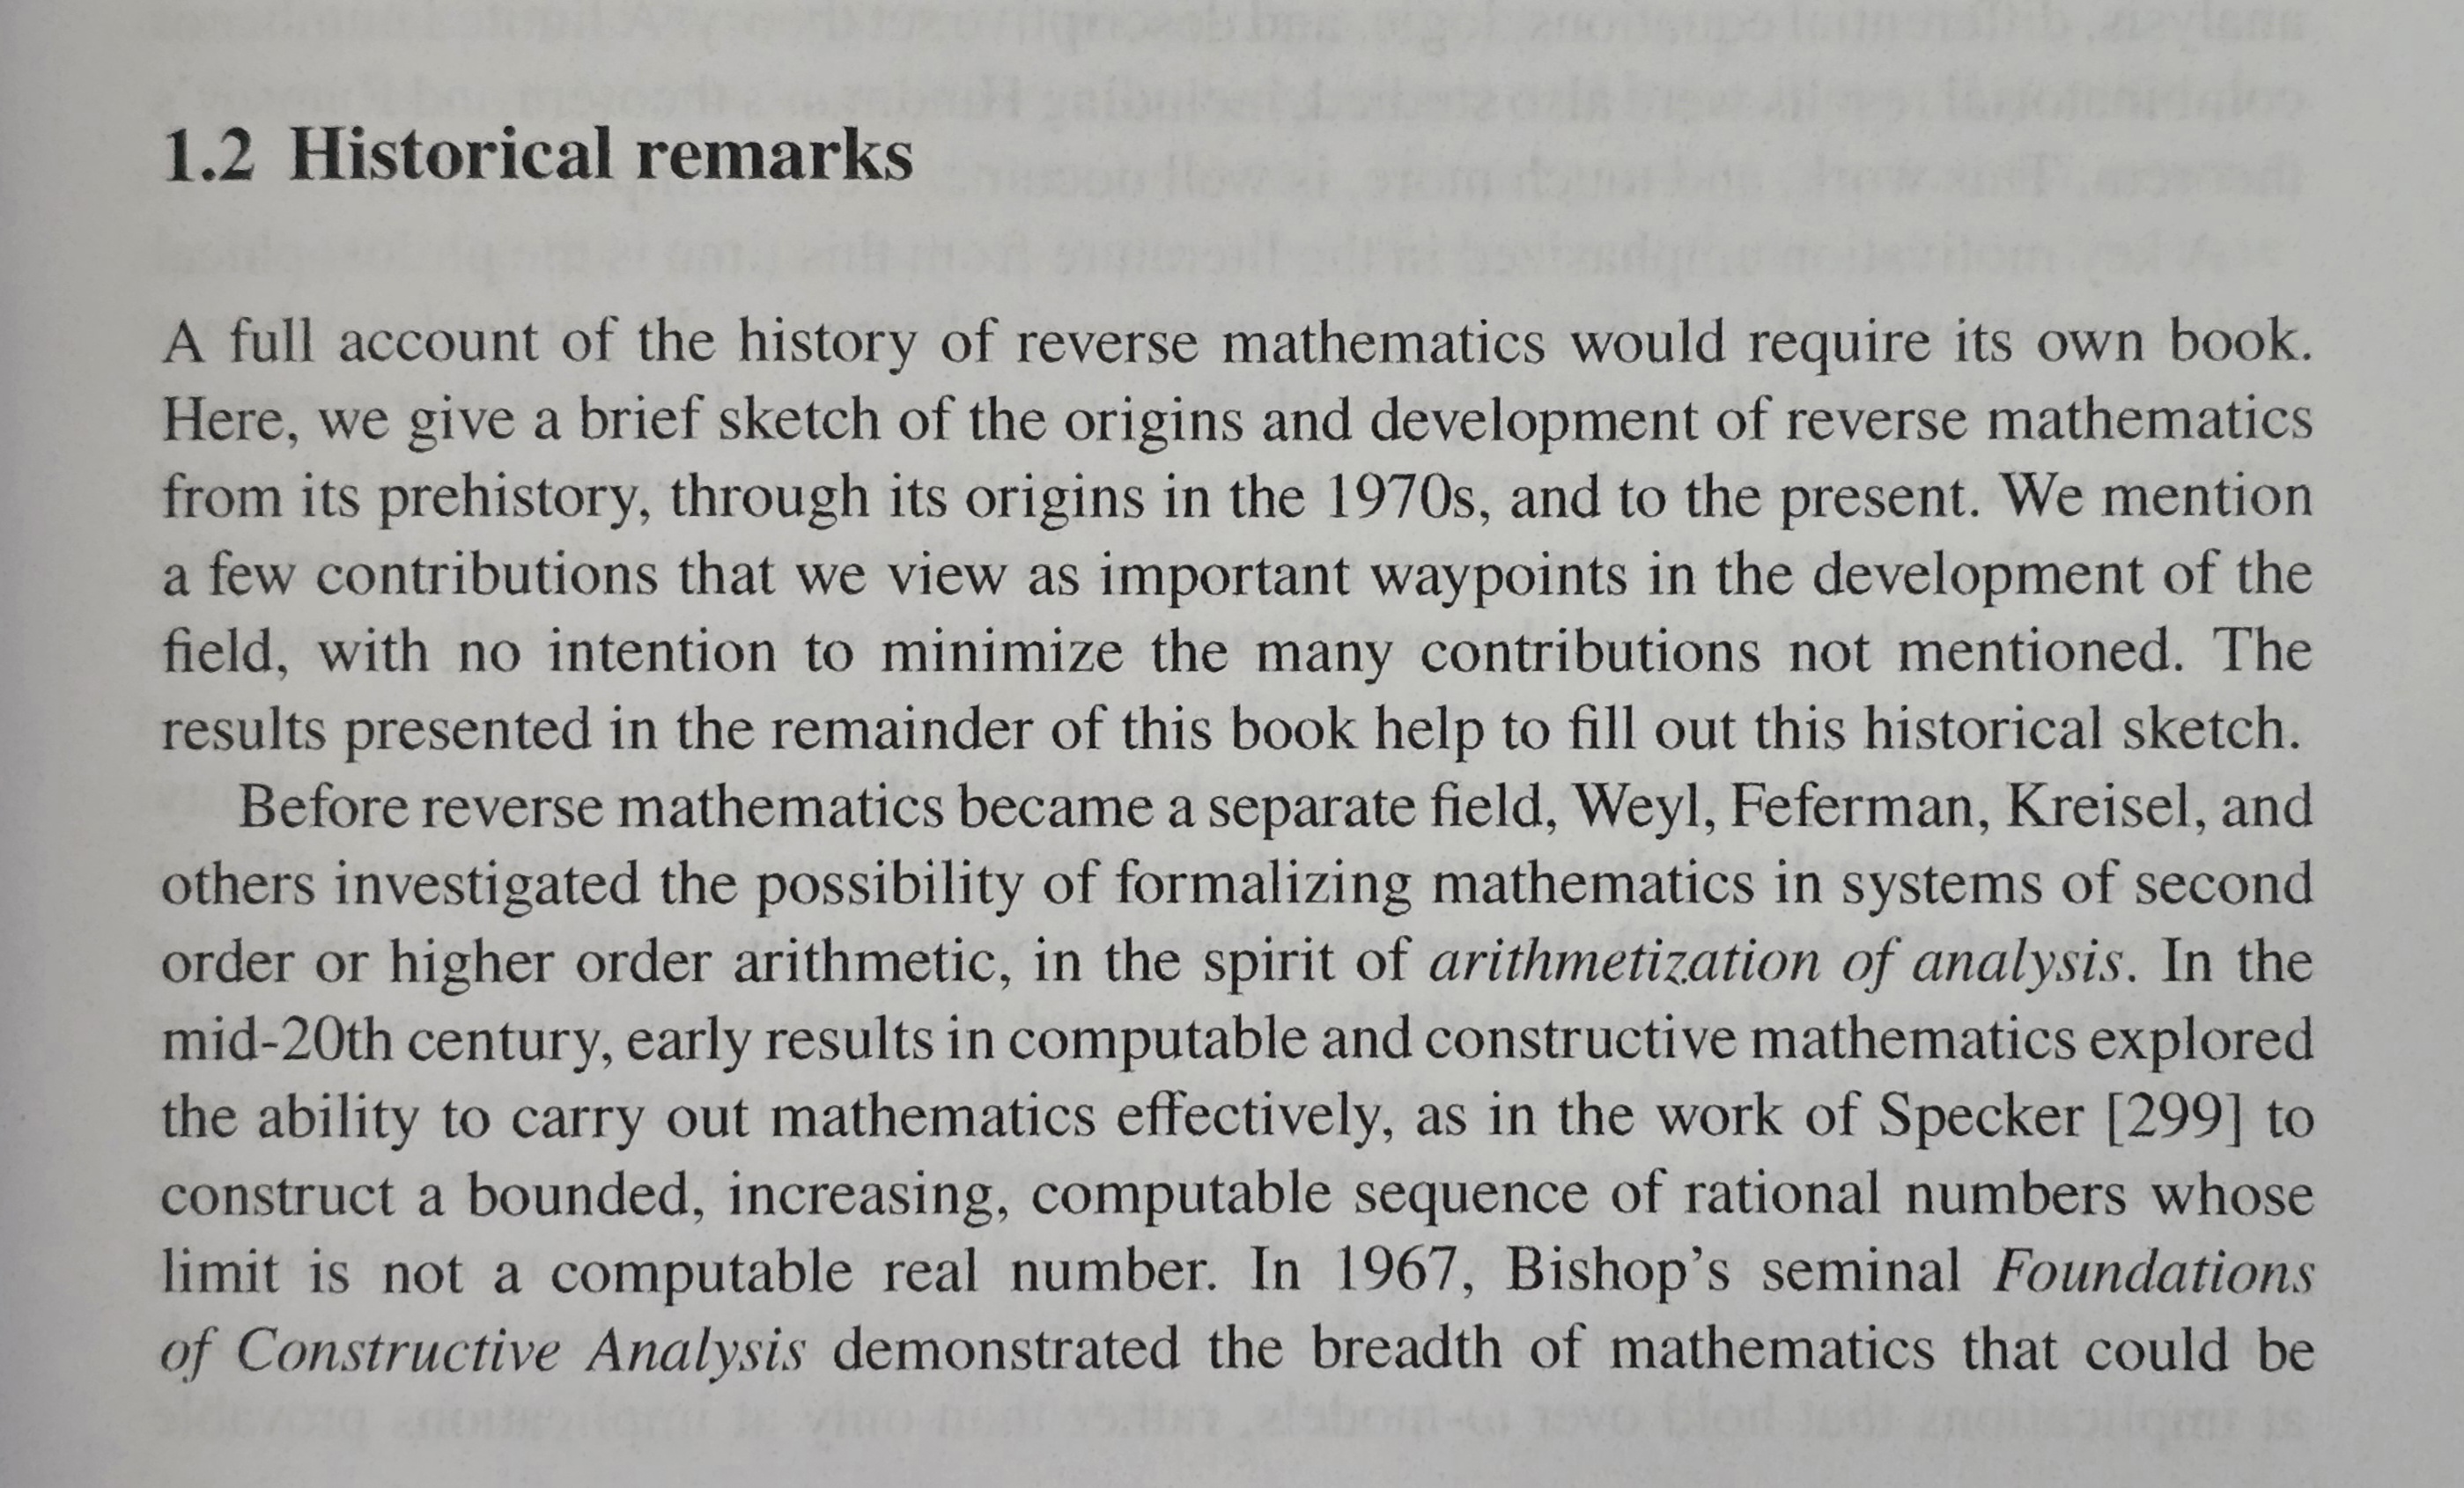 1.2 Historical remarks
A full account of the history of reverse mathematics would require its own book.
Here, we give a brief sketch of the origins and development of reverse mathematics
from its prehistory, through its origins in the 1970s, and to the present. We mention
a few contributions that we view as important waypoints in the development of the
field, with no intention to minimize the many contributions not mentioned. The
results presented in the remainder of this book help to fill out this historical sketch.
Before reverse mathematics became a separate field, Weyl, Feferman, Kreisel, and
others investigated the possibility of formalizing mathematics in systems of second
order or higher order arithmetic, in the spirit of arithmetization of analysis. In the
mid-20th century, early results in computable and constructive mathematics explored
the ability to carry out mathematics effectively, as in the work of Specker [299] to
construct a bounded, increasing, computable sequence of rational numbers whose
limit is not a computable real number. In 1967, Bishop's seminal Foundations
of Constructive Analysis demonstrated the breadth of mathematics that could be